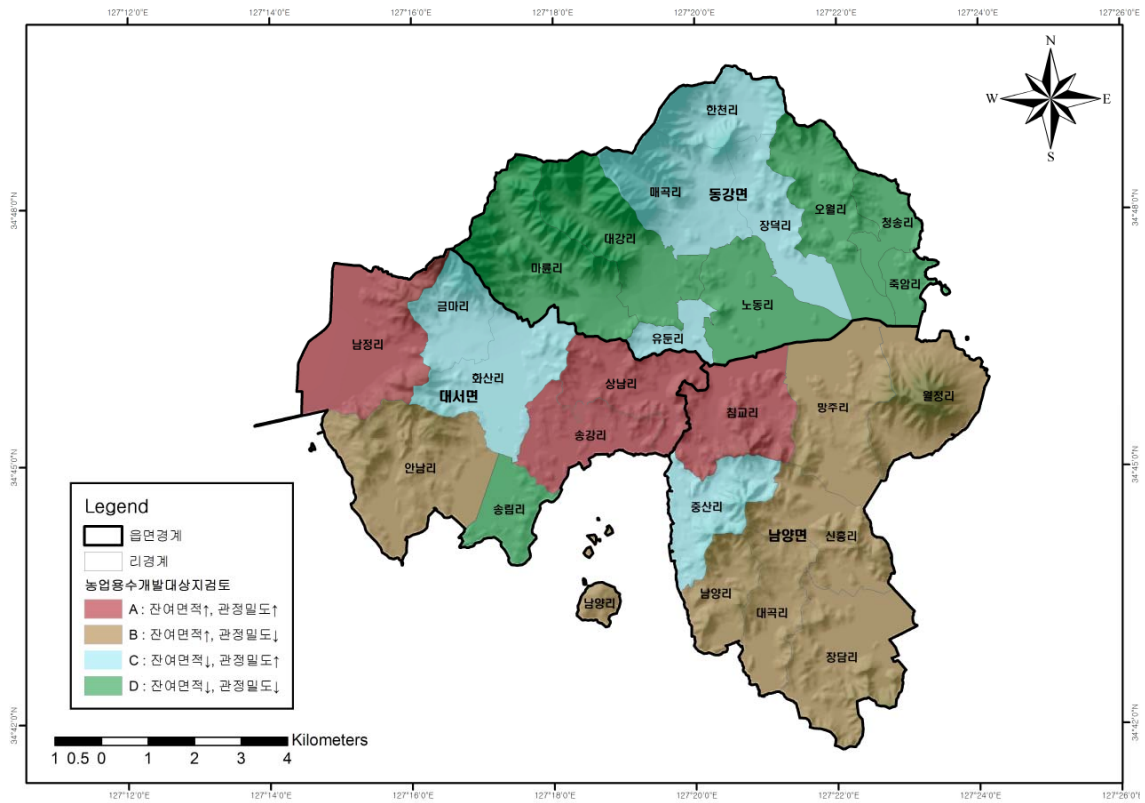 127°12'0"E 127°14'0"E 127°16'0"E 127°18'0"E 127°20'0"E 127°22'0"E 127°24'0"E 127°26'0"E
N
W E
S
한천리
매곡리
동강면
오월리
장덕리
청송리
34°48'0"N
34°48'0"N
대강리
마륜리
죽암리
노동리
금마리
유둔리
남정리
상남리
화산리
대서면
침교리
망주리
월정리
송강리
안남리
34°45'0"N
34°45'0"N
송림리
중산리
남양면
신흥리
남양리
남양리
대곡리
장담리
Legend
읍면경계
리경계
농업용수개발대상지검토
A : 잔여면적↑, 관정밀도↑
B : 잔여면적↑, 관정밀도↓
C : 잔여면적↓, 관정밀도↑
D : 잔여면적↓, 관정밀도↓
34°42'0"N
34°42'0"N
Kilometers
1 0.5 0 1 2 3 4
127°12'0"E 127°14'0"E 127°16'0"E 127°18'0"E 127°20'0"E 127°22'0"E 127°24'0"E 127°26'0"E